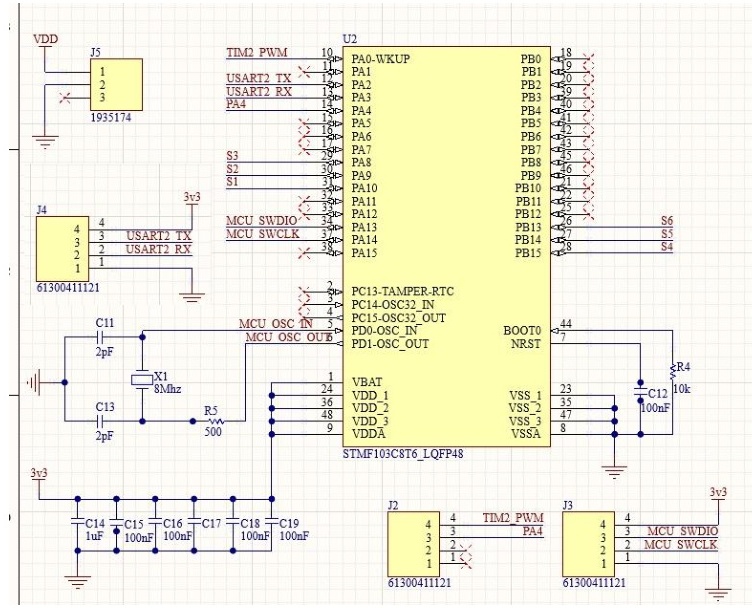 VDD
J5
1
2
3
1935174
J4
3v3
4 4
3 3 USART2 TX
2 2 USART2 RX
1 1
61300411121
U2
TIM2_PWM 10 PA0-WKUP
11 PA1
USART2 TX 12 PA2
USART2 RX 13 PA3
PA4 14 PA4
15 PA5
16 PA6
17 PA7
S3 29 PA8
S2 30 PA9
S1 31 PA10
32 PA11
33 PA12
MCU SWDIO 34 PA13
MCU SWCLK 37 PA14
38 PA15
2 PC13-TAMPER-RTC
3 PC14-OSC32_IN
4 PC15-OSC32_OUT
MCU OSC IN 5 PD0-OSC_IN
MCU OSC OUT 6 PD1-OSC_OUT
1 VBAT
24 VDD_1
36 VDD_2
48 VDD_3
9 VDDA
PB0 18
PB1 19
PB2 20
PB3 39
PB4 40
PB5 41
PB6 42
PB7 43
PB8 45
PB9 46
PB10 21
PB11 22
PB12 25
PB13 26 S6
PB14 27 S5
PB15 28 S4
BOOT0 44
NRST 7
VSS_1 23
VSS_2 35
VSS_3 47
VSSA 8
STMF103C8T6_LQFP48
R4
10k
C12
100nF
C11
2pF
X1
8Mhz
C13
2pF
R5
500
3v3
C14
1uF
C15
100nF
C16
100nF
C17
C18
100nF
C19
100nF
J2
4 4 TIM2_PWM
3 3 PA4
2 2
1 1
61300411121
J3
3v3
4 4
3 3 MCU SWDIO
2 2 MCU SWCLK
1 1
61300411121